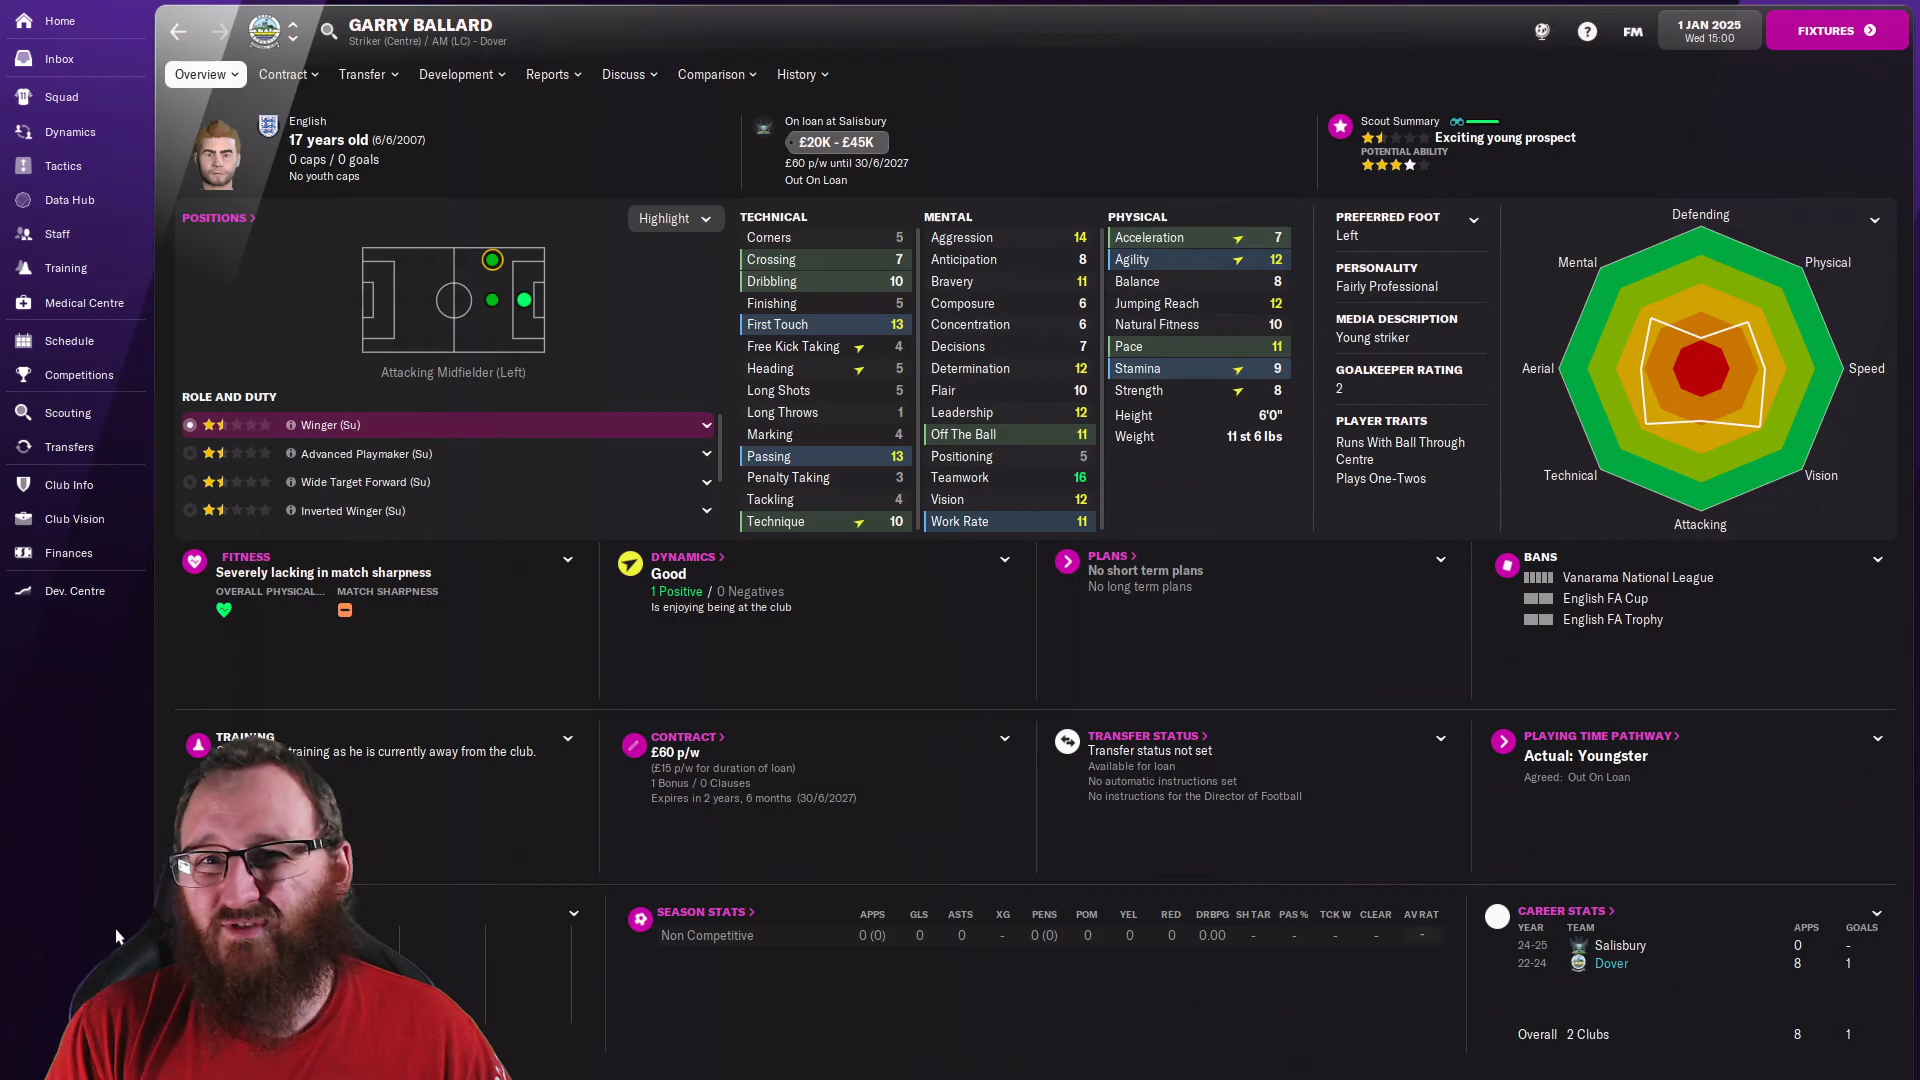 Home
Inbox
Squad
Dynamics
Tactics
Data Hub
Staff
Training
Medical Centre
Schedule
Competitions
Scouting
Transfers
Club Info
Club Vision
Finances
Dev. Centre
GARRY BALLARD
Striker (Centre) / AM (LC) - Dover
FM
1 JAN 2025
Wed 15:00
FIXTURES
Overview
Contract
Transfer
Development
Reports
Discuss
Comparison
History
English
17 years old (6/6/2007)
0 caps / 0 goals
No youth caps
On loan at Salisbury
£20K - £45K
£60 p/w until 30/6/2027
Out On Loan
Scout Summary
Exciting young prospect
POTENTIAL ABILITY
POSITIONS >
Highlight
Attacking Midfielder (Left)
ROLE AND DUTY
Winger (Su)
Advanced Playmaker (Su)
Wide Target Forward (Su)
Inverted Winger (Su)
TECHNICAL
Corners 5
Crossing 7
Dribbling 10
Finishing 5
First Touch 13
Free Kick Taking 4
Heading 5
Long Shots 5
Long Throws 1
Marking 4
Passing 13
Penalty Taking 3
Tackling 4
Technique 10
MENTAL
Aggression 14
Anticipation 8
Bravery 11
Composure 6
Concentration 6
Decisions 7
Determination 12
Flair 10
Leadership 12
Off The Ball 11
Positioning 5
Teamwork 16
Vision 12
Work Rate 11
PHYSICAL
Acceleration 7
Agility 12
Balance 8
Jumping Reach 12
Natural Fitness 10
Pace 11
Stamina 9
Strength 8
Height 6'0"
Weight 11 st 6 lbs
PREFERRED FOOT
Left
PERSONALITY
Fairly Professional
MEDIA DESCRIPTION
Young striker
GOALKEEPER RATING
2
PLAYER TRAITS
Runs With Ball Through
Centre
Plays One-Twos
Defending
Mental
Physical
Aerial
Speed
Technical
Vision
Attacking
FITNESS
Severely lacking in match sharpness
OVERALL PHYSICAL... MATCH SHARPNESS
DYNAMICS >
Good
1 Positive / 0 Negatives
Is enjoying being at the club
PLANS >
No short term plans
No long term plans
BANS
Vanarama National League
English FA Cup
English FA Trophy
TRAINING
training as he is currently away from the club.
CONTRACT >
£60 p/w
(£15 p/w for duration of loan)
1 Bonus / 0 Clauses
Expires in 2 years, 6 months (30/6/2027)
TRANSFER STATUS >
Transfer status not set
Available for loan
No automatic instructions set
No instructions for the Director of Football
PLAYING TIME PATHWAY >
Actual: Youngster
Agreed: Out On Loan
SEASON STATS > APPS GLS ASTS XG PENS POM YEL RED DRBPG SH TAR PAS % TCK W CLEAR AV RAT
Non Competitive 0 (0) 0 0 - 0 (0) 0 0 0 0.00 - - - - -
CAREER STATS >
YEAR TEAM APPS GOALS
24-25 Salisbury 0 -
22-24 Dover 8 1
Overall 2 Clubs 8 1